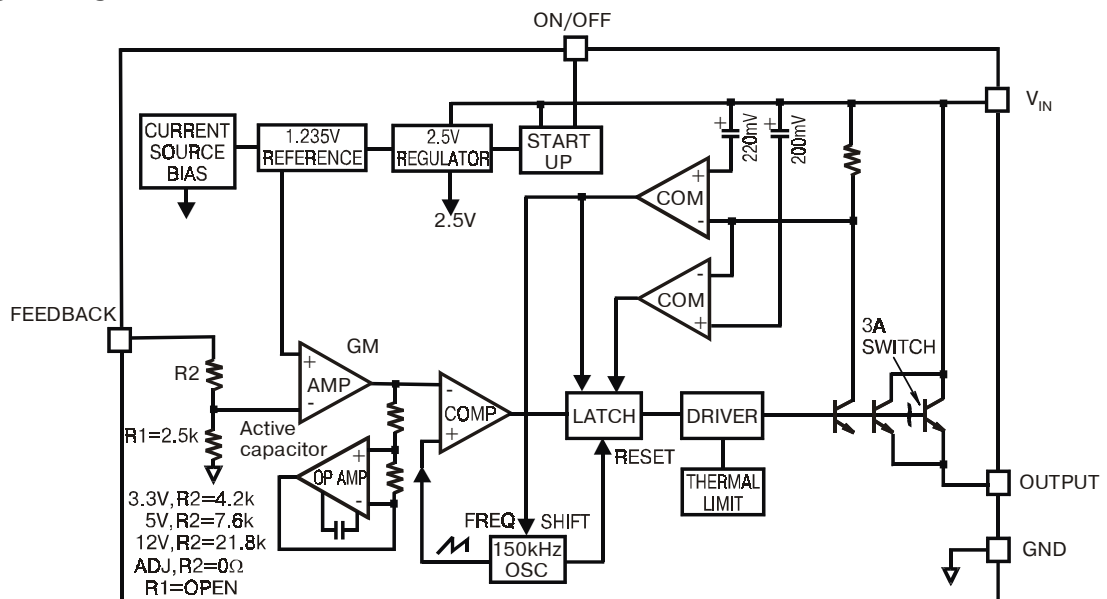 ON/OFF
V_IN
CURRENT
SOURCE
BIAS
1.235V
REFERENCE
2.5V
REGULATOR
START
UP
220mV
200mV
+
+
2.5V
COM
+
-
COM
-
+
FEEDBACK
R2
R1=2.5k
GM
AMP
+
-
Active
capacitor
OP AMP
+
-
COMP
-
+
3A
SWITCH
LATCH
DRIVER
RESET
THERMAL
LIMIT
FREQ SHIFT
150kHz
OSC
OUTPUT
GND
3.3V,R2=4.2k
5V,R2=7.6k
12V,R2=21.8k
ADJ,R2=0Ω
R1=OPEN